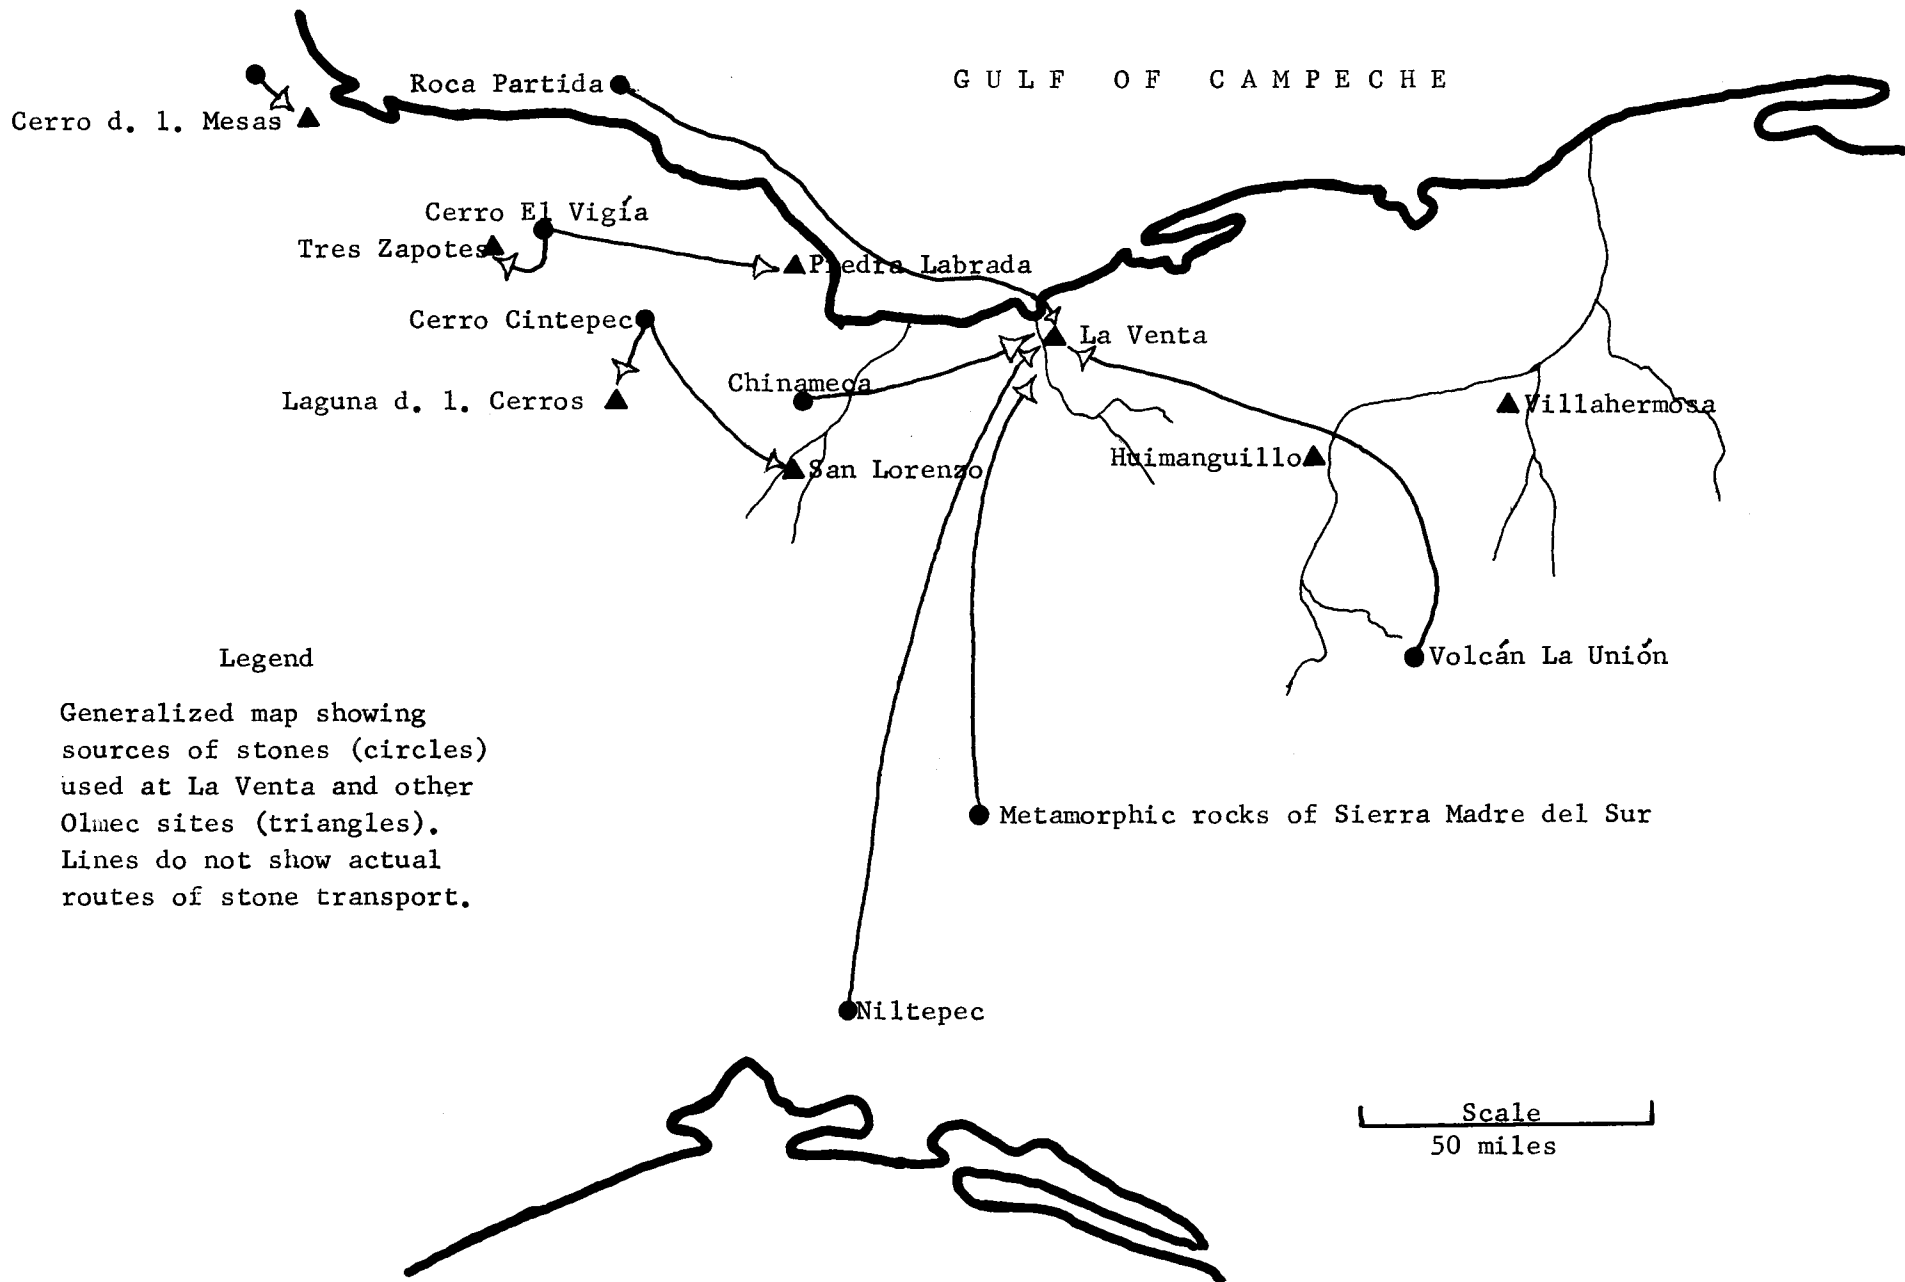 GULF OF CAMPECHE
Roca Partida
Cerro d. l. Mesas
Cerro El Vigía
Tres Zapotes
Piedra Labrada
Cerro Cintepec
La Venta
Chinameca
Laguna d. l. Cerros
Villahermosa
Huimanguillo
San Lorenzo
Volcán La Unión
Legend
Generalized map showing
sources of stones (circles)
used at La Venta and other
Olmec sites (triangles).
Lines do not show actual
routes of stone transport.
Metamorphic rocks of Sierra Madre del Sur
Niltepec
Scale
50 miles